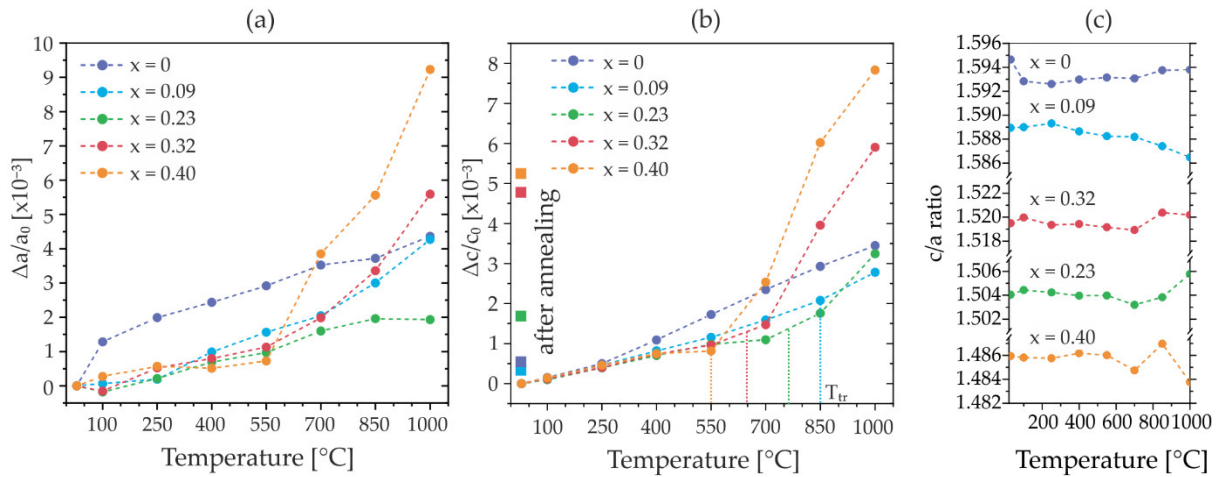 (a)
10
9
8
7
6
5
4
3
2
1
0
Δa/a₀ [x10⁻³]
x = 0
x = 0.09
x = 0.23
x = 0.32
x = 0.40
100 250 400 550 700 850 1000
Temperature [°C]
(b)
8
7
6
5
4
3
2
1
0
Δc/c₀ [x10⁻³]
x = 0
x = 0.09
x = 0.23
x = 0.32
x = 0.40
after annealing
Tₜᵣ
100 250 400 550 700 850 1000
Temperature [°C]
(c)
1.596
1.594
1.592
1.590
1.588
1.586
1.522
1.520
1.518
1.506
1.504
1.502
1.486
1.484
1.482
c/a ratio
x = 0
x = 0.09
x = 0.32
x = 0.23
x = 0.40
200 400 600 800 1000
Temperature [°C]